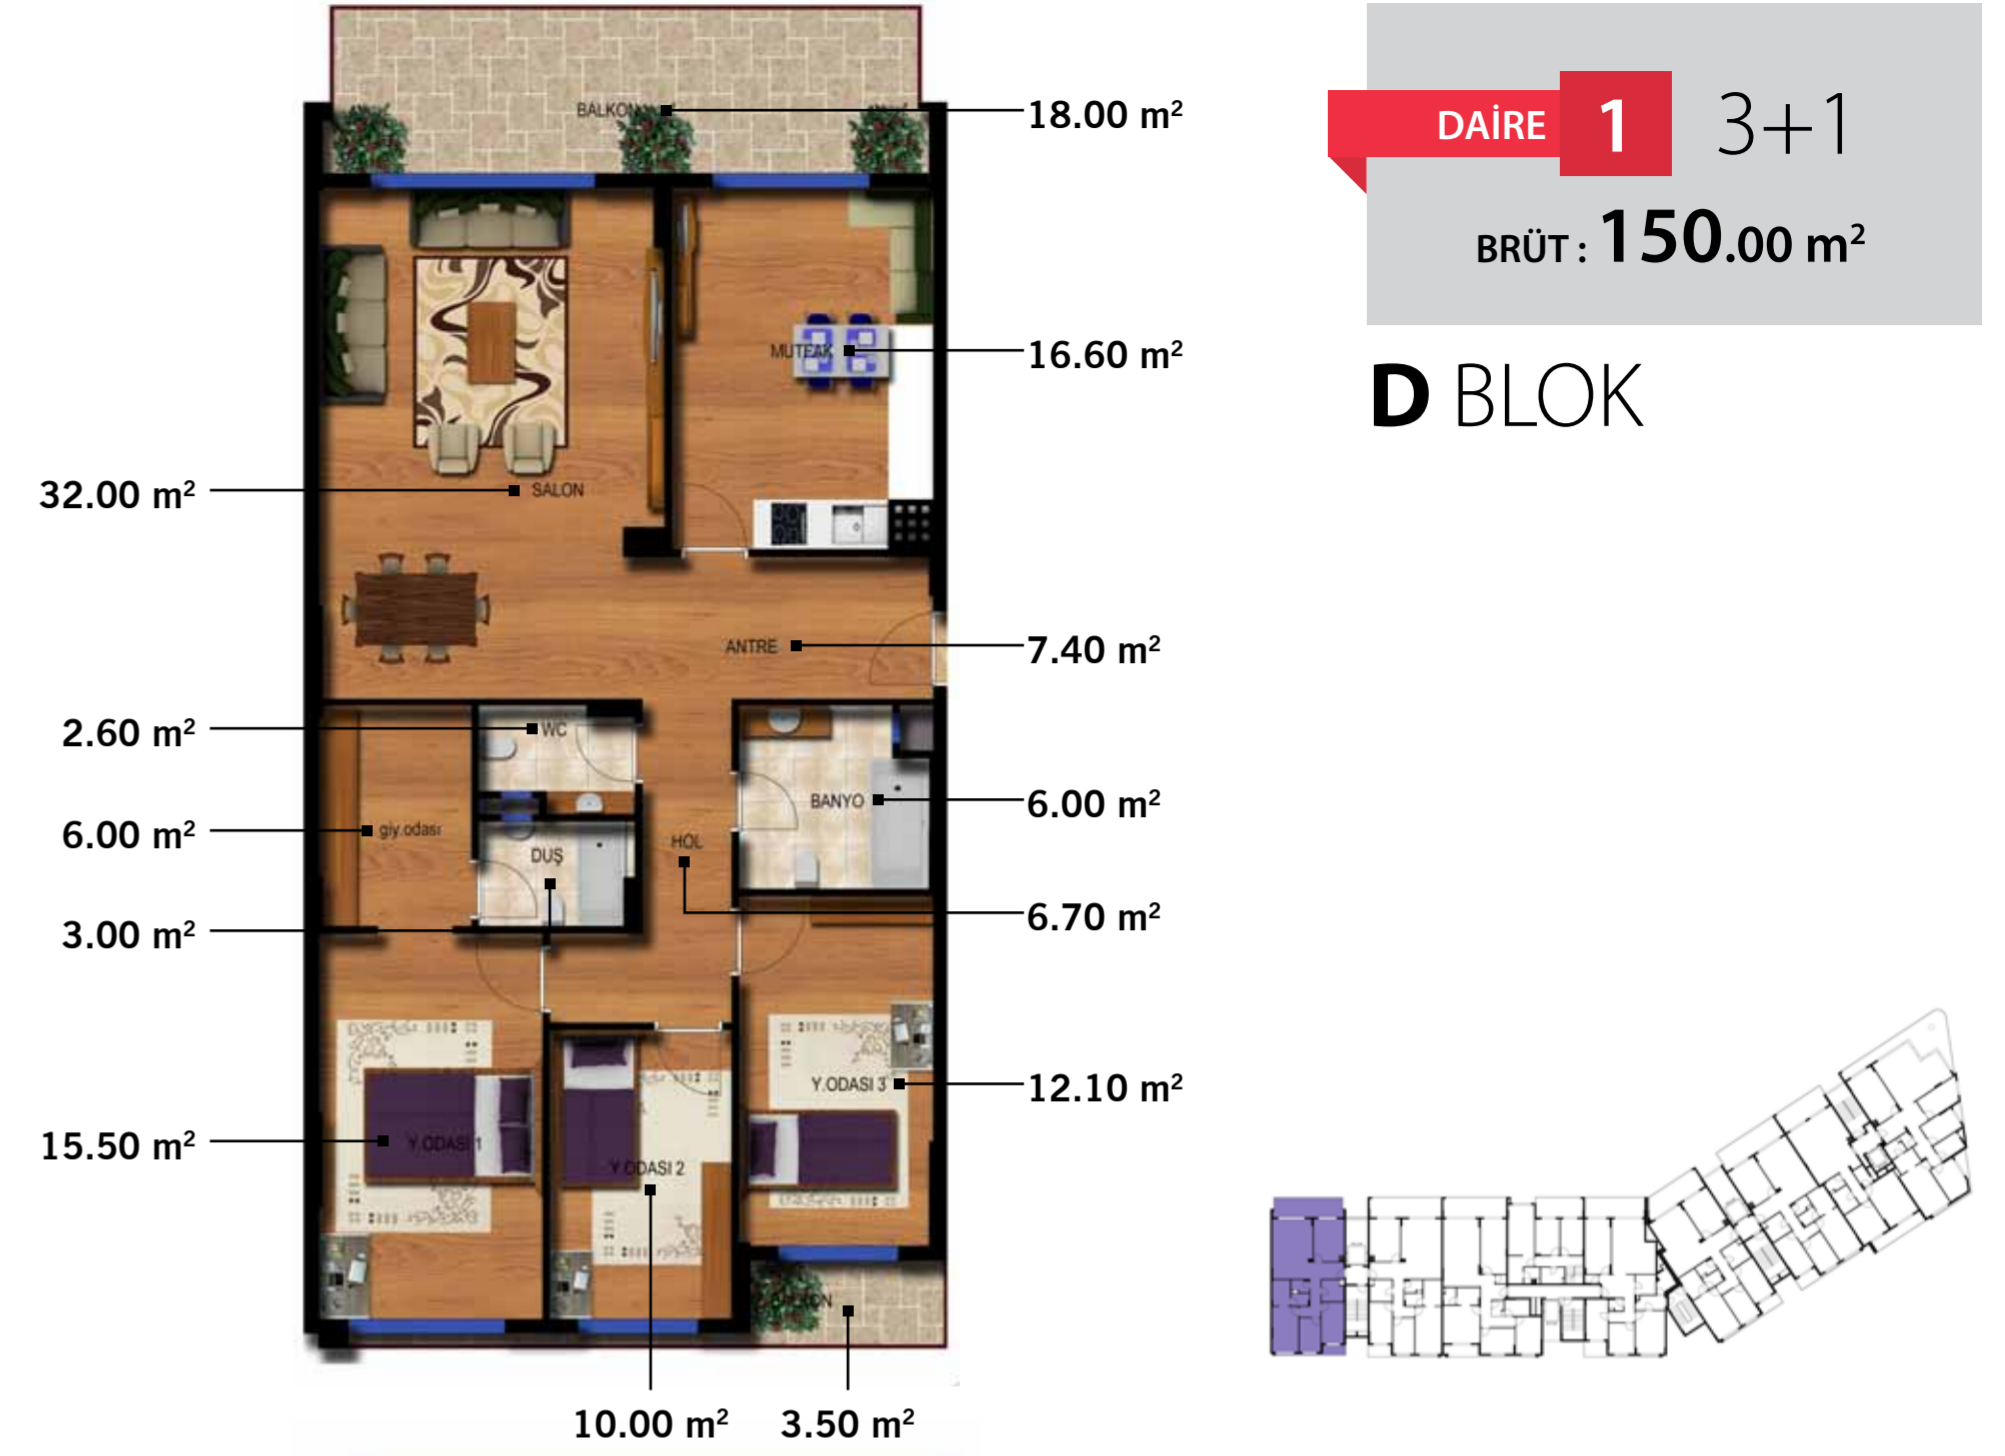 BALKON
18.00 m²
DAİRE 1 3+1
BRÜT : 150.00 m²
D BLOK
MUTFAK
16.60 m²
32.00 m²
SALON
ANTRE
7.40 m²
2.60 m²
WC
BANYO
6.00 m²
6.00 m²
giy.odası
HOL
DUŞ
6.70 m²
3.00 m²
Y.ODASI 3
12.10 m²
15.50 m²
Y.ODASI 1
Y.ODASI 2
10.00 m²
3.50 m²